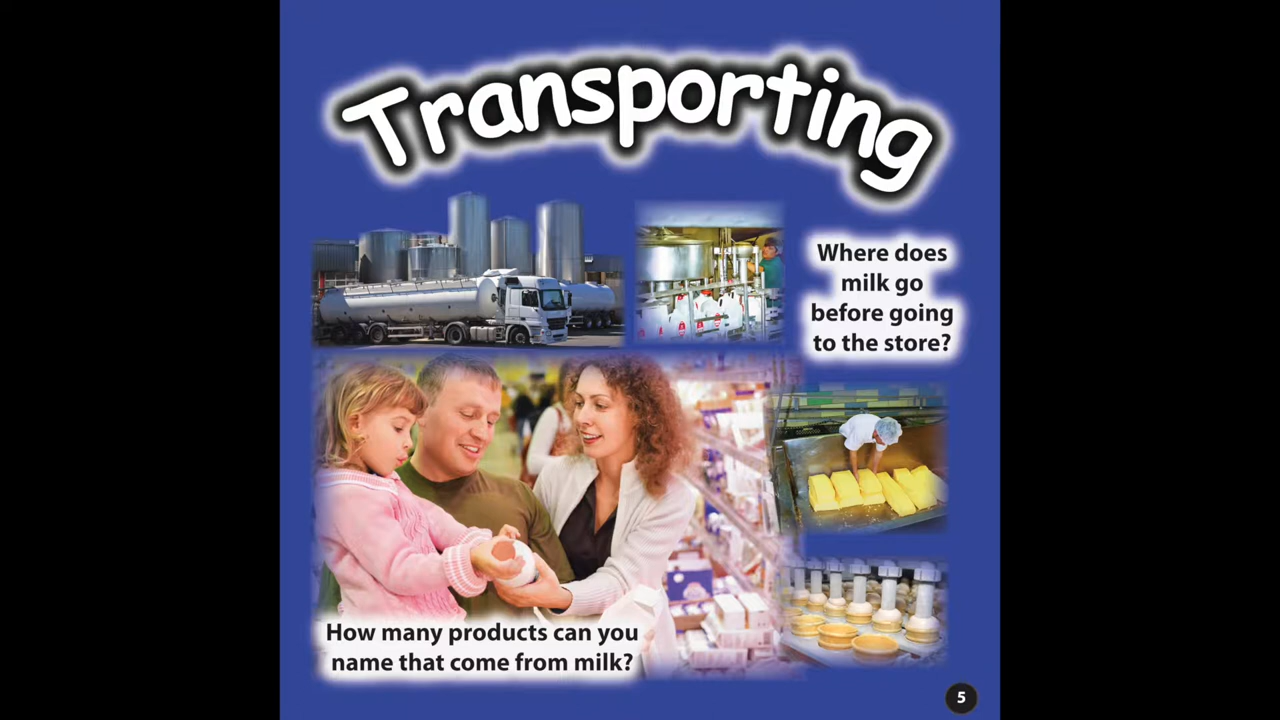 Transporting
Where does
milk go
before going
to the store?
How many products can you
name that come from milk?
5